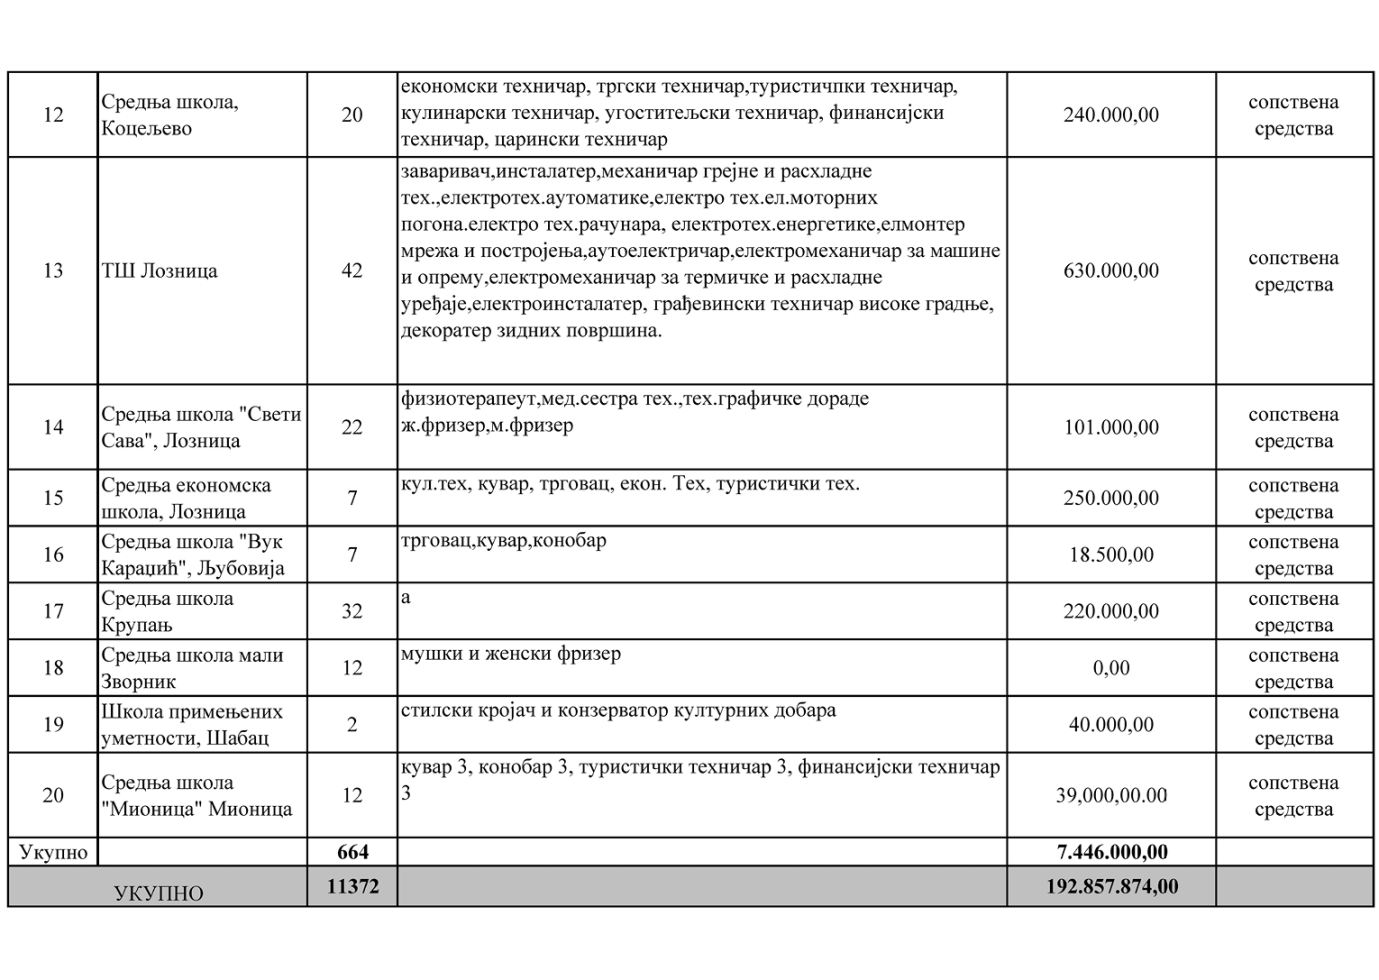 12
Средња школа,
Коцељево
20
економски техничар, тргски техничар,туристичпки техничар,
кулинарски техничар, угоститељски техничар, финансијски
техничар, царински техничар
240.000,00
сопствена
средства
13
ТШ Лозница
42
заваривач,инсталатер,механичар грејне и расхладне
тех.,електротех.аутоматике,електро тех.ел.моторних
погона.електро тех.рачунара, електротех.енергетике,елмонтер
мрежа и постројења,аутоелектричар,електромеханичар за машине
и опрему,електромеханичар за термичке и расхладне
уређаје,електроинсталатер, грађевински техничар високе градње,
декоратер зидних површина.
630.000,00
сопствена
средства
14
Средња школа "Свети
Сава", Лозница
22
физиотерапеут,мед.сестра тех.,тех.графичке дораде
ж.фризер,м.фризер
101.000,00
сопствена
средства
15
Средња економска
школа, Лозница
7
кул.тех, кувар, трговац, екон. Тех, туристички тех.
250.000,00
сопствена
средства
16
Средња школа "Вук
Караџић", Љубовија
7
трговац,кувар,конобар
18.500,00
сопствена
средства
17
Средња школа
Крупањ
32
а
220.000,00
сопствена
средства
18
Средња школа мали
Зворник
12
мушки и женски фризер
0,00
сопствена
средства
19
Школа примењених
уметности, Шабац
2
стилски кројач и конзерватор културних добара
40.000,00
сопствена
средства
20
Средња школа
"Мионица" Мионица
12
кувар 3, конобар 3, туристички техничар 3, финансијски техничар
3
39,000,00.00
сопствена
средства
Укупно
664
7.446.000,00
УКУПНО
11372
192.857.874,00